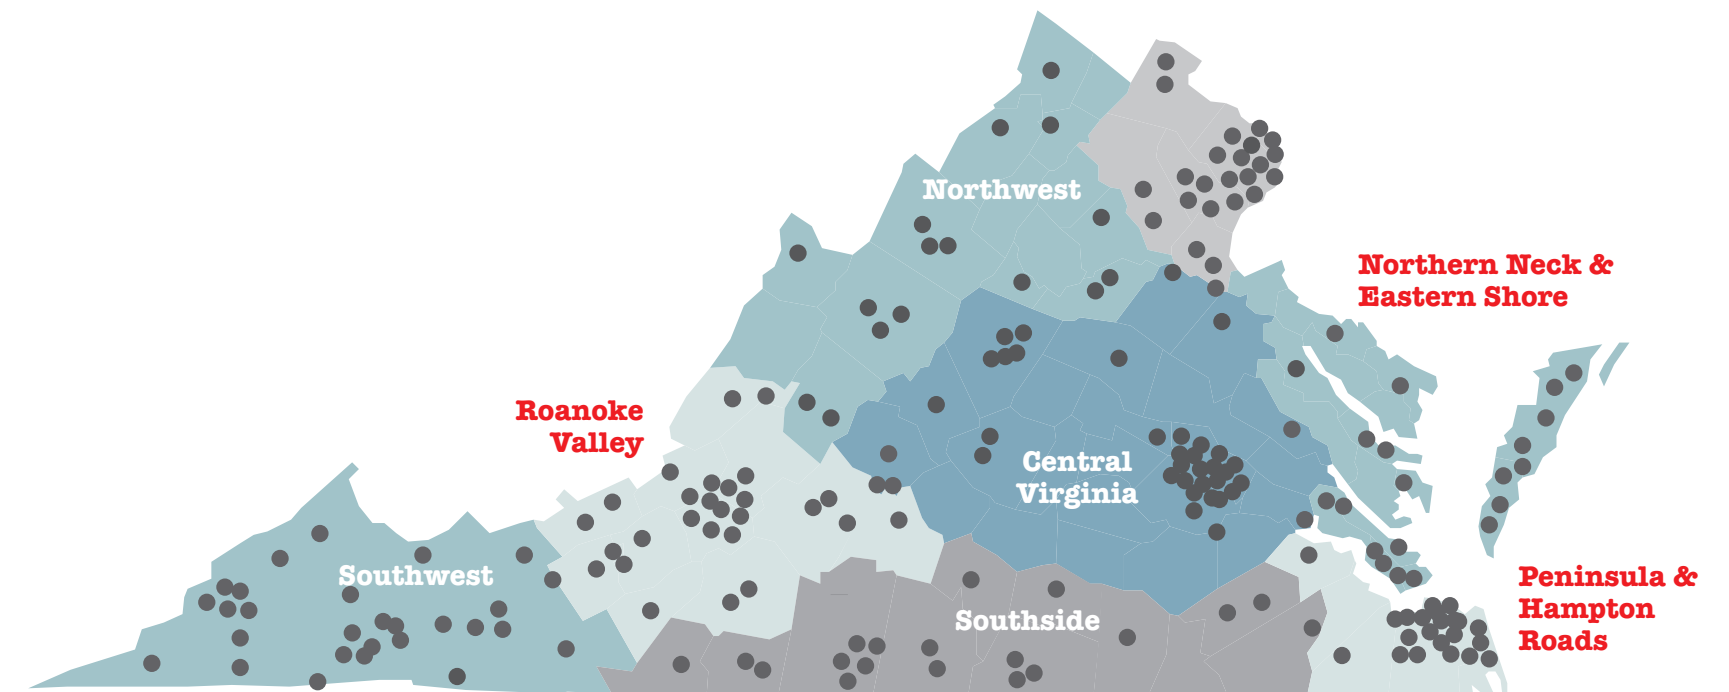 Northwest
Northern Neck &
Eastern Shore
Roanoke
Valley
Central
Virginia
Southwest
Southside
Peninsula &
Hampton
Roads